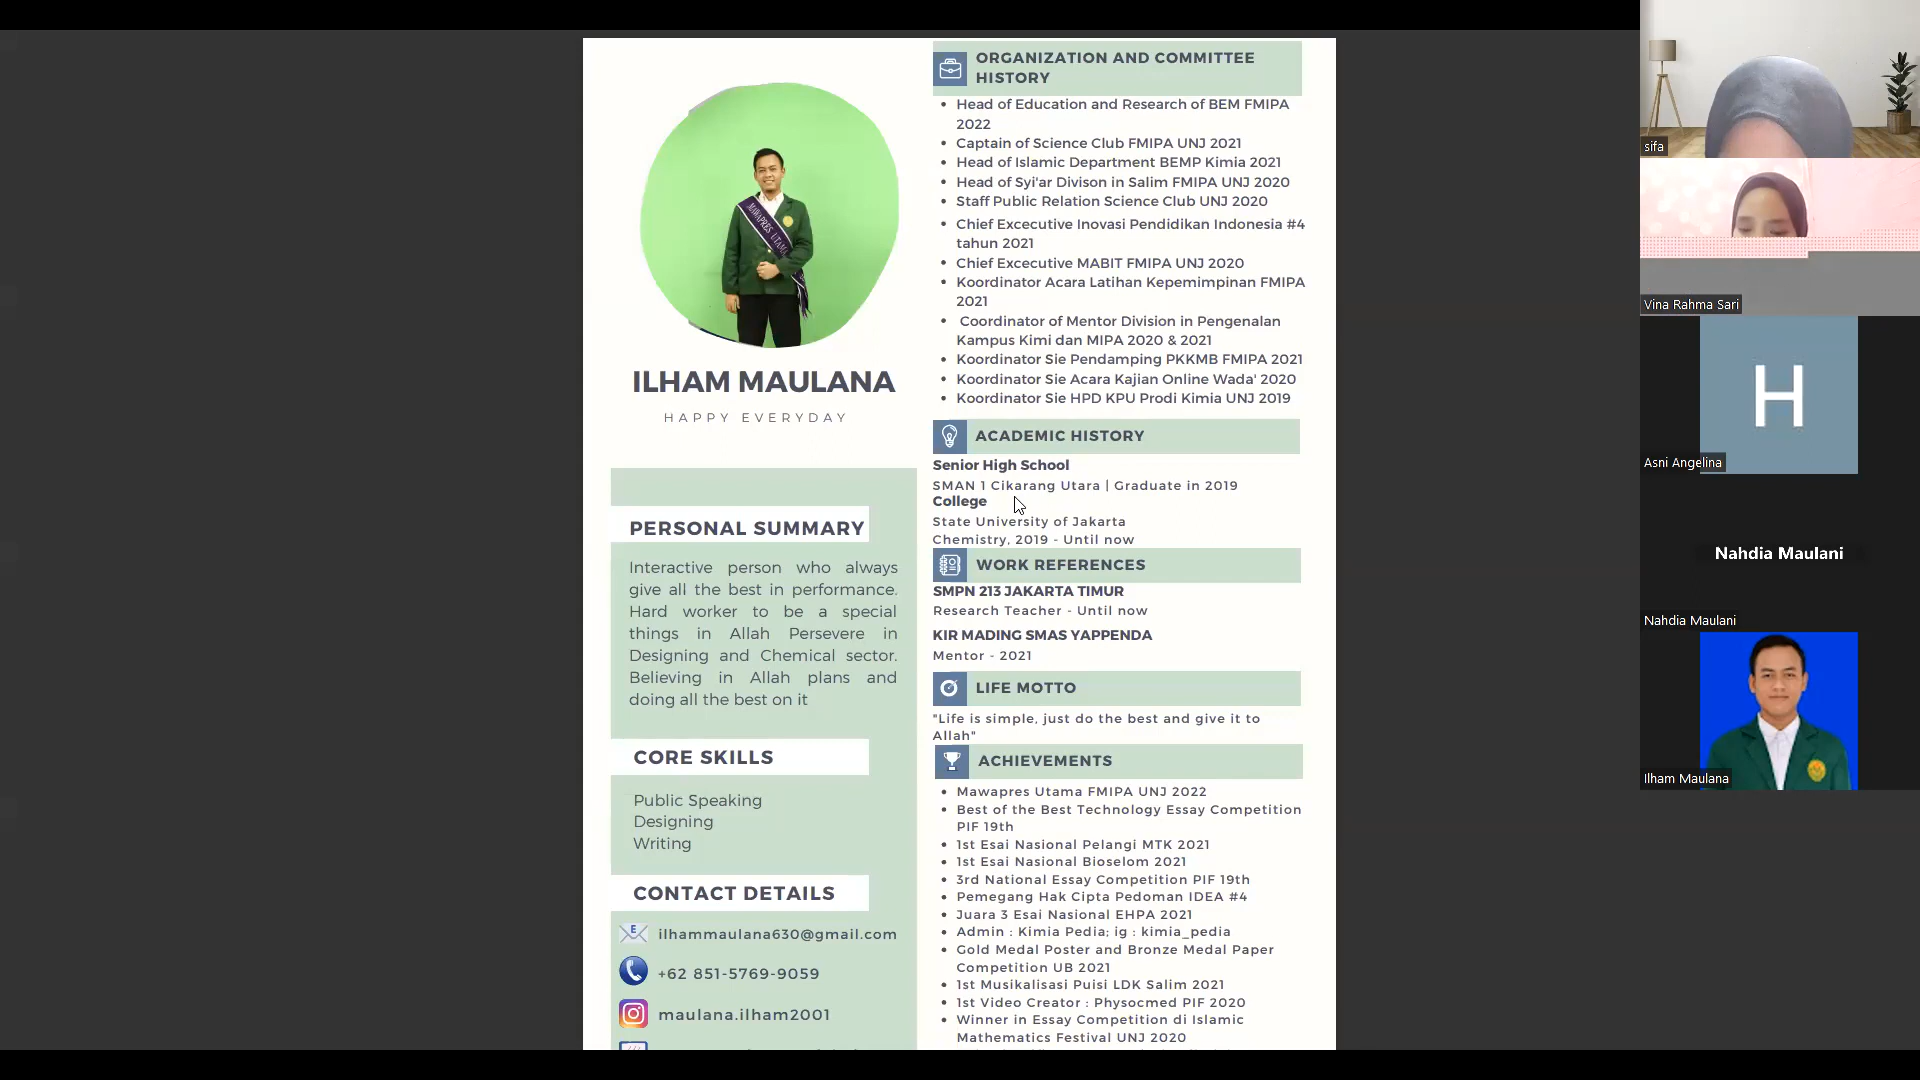 ILHAM MAULANA
HAPPY EVERYDAY
PERSONAL SUMMARY
Interactive person who always
give all the best in performance.
Hard worker to be a special
things in Allah Persevere in
Designing and Chemical sector.
Believing in Allah plans and
doing all the best on it
CORE SKILLS
Public Speaking
Designing
Writing
CONTACT DETAILS
ilhammaulana630@gmail.com
+62 851-5769-9059
maulana.ilham2001
ORGANIZATION AND COMMITTEE
HISTORY
• Head of Education and Research of BEM FMIPA
2022
• Captain of Science Club FMIPA UNJ 2021
• Head of Islamic Department BEMP Kimia 2021
• Head of Syi'ar Divison in Salim FMIPA UNJ 2020
• Staff Public Relation Science Club UNJ 2020
• Chief Excecutive Inovasi Pendidikan Indonesia #4
tahun 2021
• Chief Excecutive MABIT FMIPA UNJ 2020
• Koordinator Acara Latihan Kepemimpinan FMIPA
2021
• Coordinator of Mentor Division in Pengenalan
Kampus Kimi dan MIPA 2020 & 2021
• Koordinator Sie Pendamping PKKMB FMIPA 2021
• Koordinator Sie Acara Kajian Online Wada' 2020
• Koordinator Sie HPD KPU Prodi Kimia UNJ 2019
ACADEMIC HISTORY
Senior High School
SMAN 1 Cikarang Utara | Graduate in 2019
College
State University of Jakarta
Chemistry, 2019 - Until now
WORK REFERENCES
SMPN 213 JAKARTA TIMUR
Research Teacher - Until now
KIR MADING SMAS YAPPENDA
Mentor - 2021
LIFE MOTTO
"Life is simple, just do the best and give it to
Allah"
ACHIEVEMENTS
• Mawapres Utama FMIPA UNJ 2022
• Best of the Best Technology Essay Competition
PIF 19th
• 1st Esai Nasional Pelangi MTK 2021
• 1st Esai Nasional Bioselom 2021
• 3rd National Essay Competition PIF 19th
• Pemegang Hak Cipta Pedoman IDEA #4
• Juara 3 Esai Nasional EHPA 2021
• Admin : Kimia Pedia; ig : kimia_pedia
• Gold Medal Poster and Bronze Medal Paper
Competition UB 2021
• 1st Musikalisasi Puisi LDK Salim 2021
• 1st Video Creator : Physocmed PIF 2020
• Winner in Essay Competition di Islamic
Mathematics Festival UNJ 2020
sifa
Vina Rahma Sari
H
Asni Angelina
Nahdia Maulani
Nahdia Maulani
Ilham Maulana